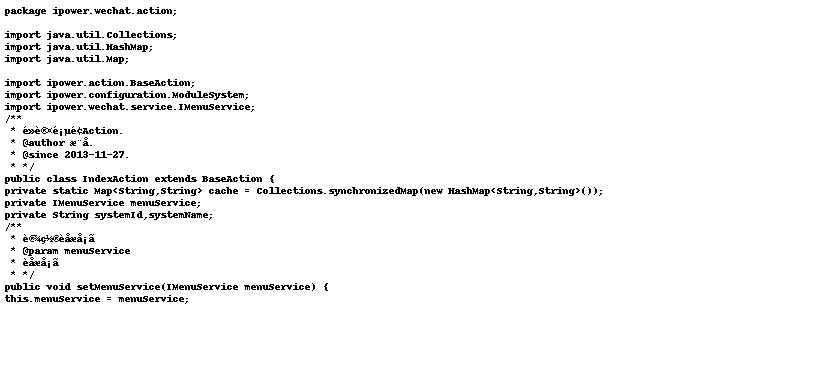 package ipower.wechat.action;
import java.util.Collections;
import java.util.HashMap;
import java.util.Map;
import ipower.action.BaseAction;
import ipower.configuration.ModuleSystem;
import ipower.wechat.service.IMenuService;
/**
* é»è®¤é¡µé¢Action.
* @author æ¨å.
* @since 2013-11-27.
* */
public class IndexAction extends BaseAction {
private static Map<String,String> cache = Collections.synchronizedMap(new HashMap<String,String>());
private IMenuService menuService;
private String systemId,systemName;
/**
* è®¾ç½®èåæå¡ã
* @param menuService
* èåæå¡ã
* */
public void setMenuService(IMenuService menuService) {
this.menuService = menuService;